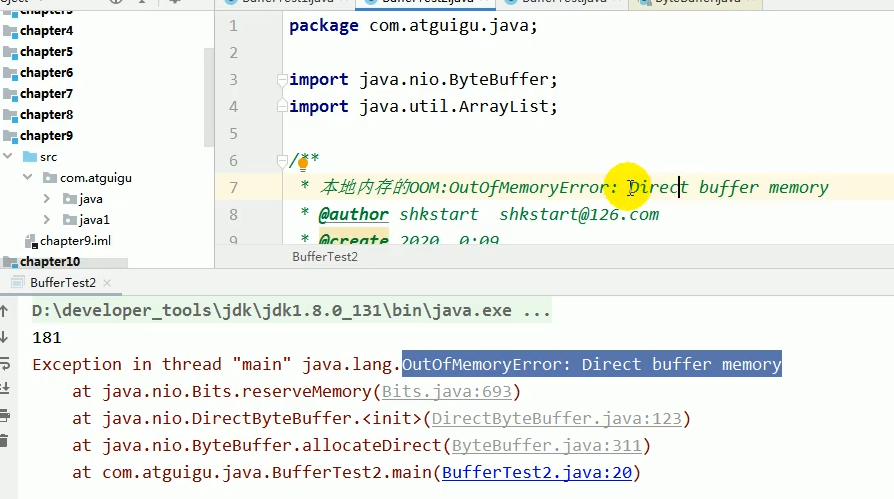 BufferTest2.java
BufferTest.java
ByteBuffer.java
chapter3
chapter4
chapter5
chapter6
chapter7
chapter8
chapter9
src
com.atguigu
java
java1
chapter9.iml
chapter10
1 package com.atguigu.java;
2
3 import java.nio.ByteBuffer;
4 import java.util.ArrayList;
5
6 /**
7 * 本地内存的OOM:OutOfMemoryError: Direct buffer memory
8 * @author shkstart shkstart@126.com
9 * @create 2020 0:09
BufferTest2
BufferTest2
D:\developer_tools\jdk\jdk1.8.0_131\bin\java.exe ...
181
Exception in thread "main" java.lang.OutOfMemoryError: Direct buffer memory
at java.nio.Bits.reserveMemory(Bits.java:693)
at java.nio.DirectByteBuffer.<init>(DirectByteBuffer.java:123)
at java.nio.ByteBuffer.allocateDirect(ByteBuffer.java:311)
at com.atguigu.java.BufferTest2.main(BufferTest2.java:20)